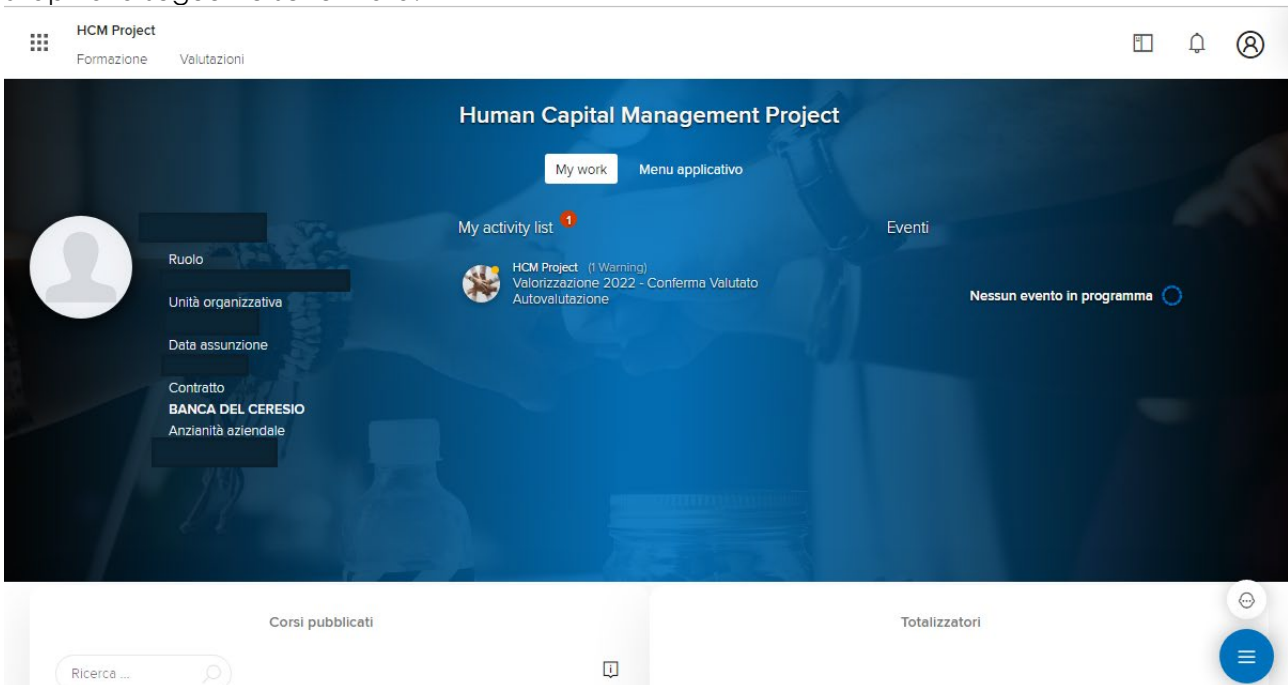 HCM Project
Formazione Valutazioni
Human Capital Management Project
My work Menu applicativo
My activity list 1
Eventi
HCM Project (1 Warning)
Valorizzazione 2022 - Conferma Valutato
Autovalutazione
Nessun evento in programma
Ruolo
Unità organizzativa
Data assunzione
Contratto
BANCA DEL CERESIO
Anzianità aziendale
Corsi pubblicati
Totalizzatori
Ricerca ...